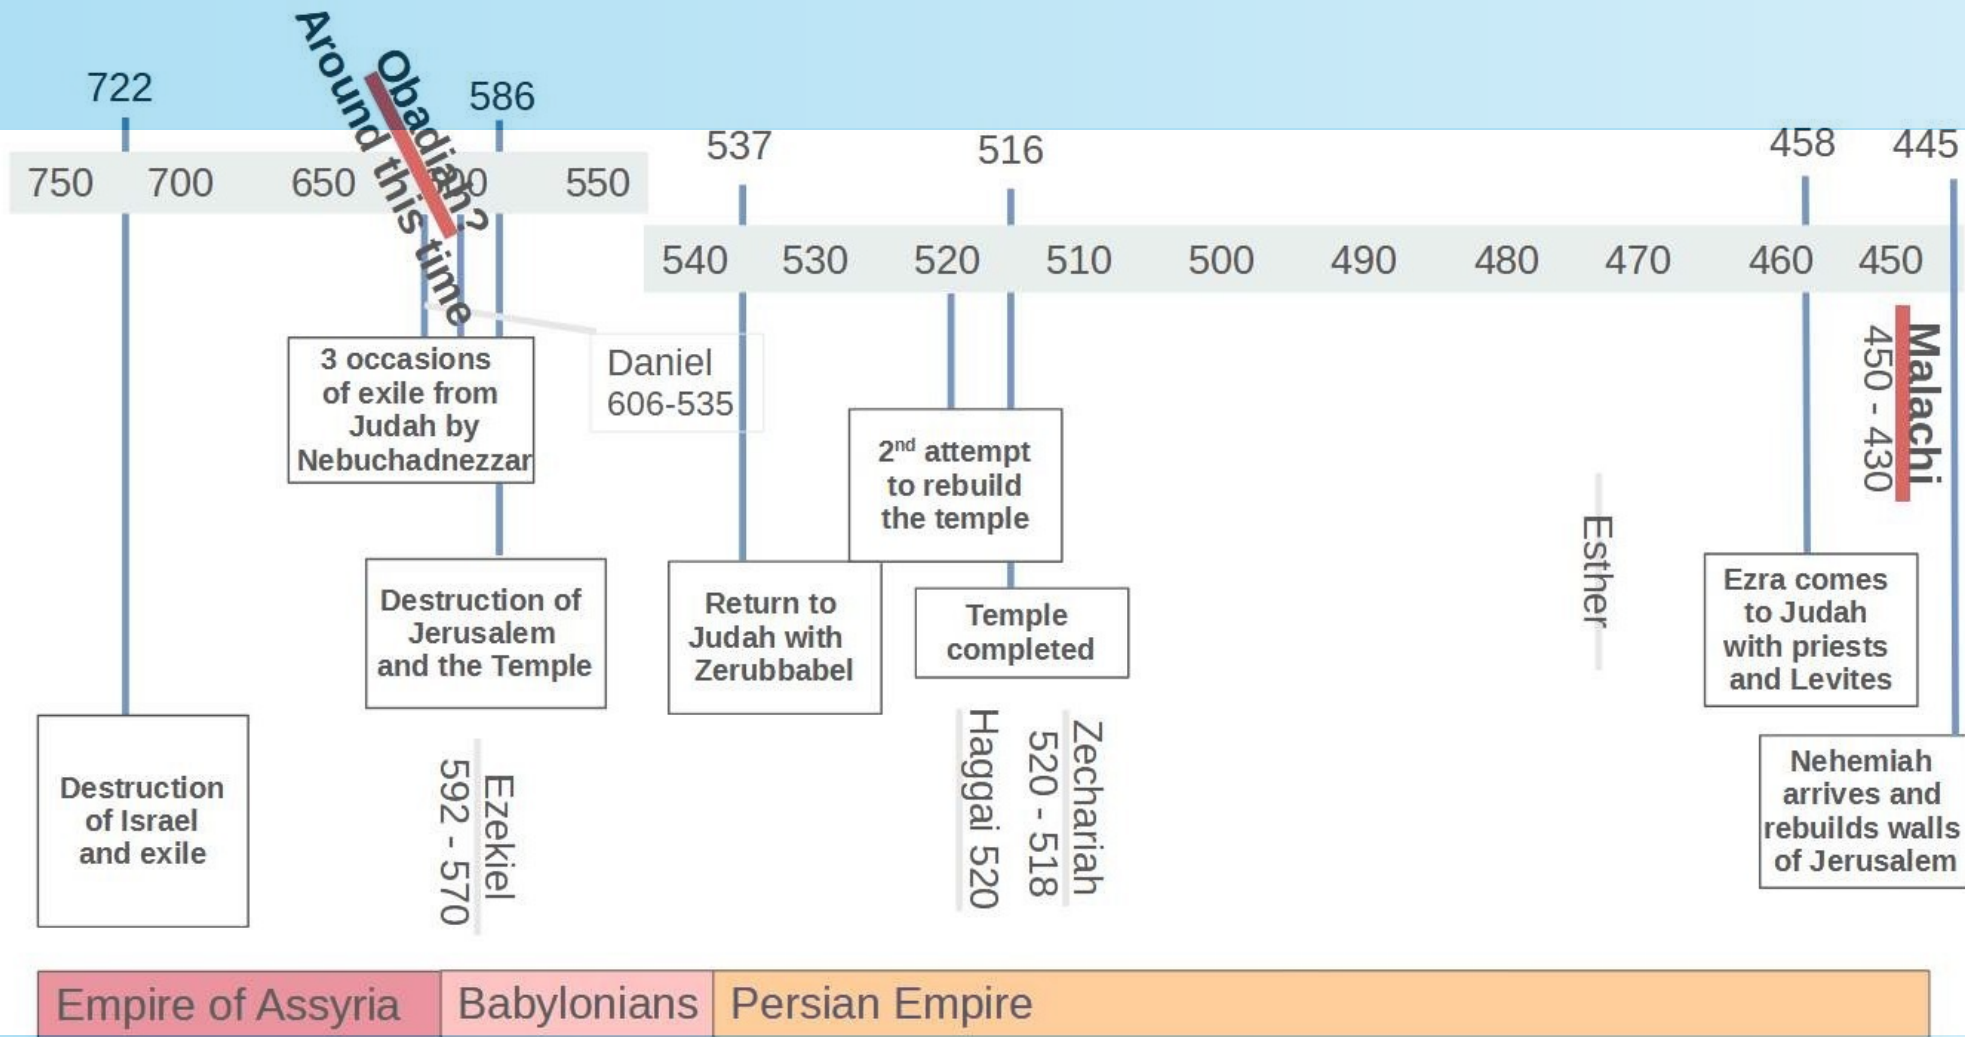 Obadiah?
Around this time
722
586
537
516
458
445
750 700 650 600 550
540 530 520 510 500 490 480 470 460 450
3 occasions
of exile from
Judah by
Nebuchadnezzar
Daniel
606-535
Malachi
450 - 430
2nd attempt
to rebuild
the temple
Esther
Destruction of
Jerusalem
and the Temple
Return to
Judah with
Zerubbabel
Temple
completed
Ezra comes
to Judah
with priests
and Levites
Destruction
of Israel
and exile
Ezekiel
592 - 570
Haggai 520
Zechariah
520 - 518
Nehemiah
arrives and
rebuilds walls
of Jerusalem
Empire of Assyria
Babylonians
Persian Empire